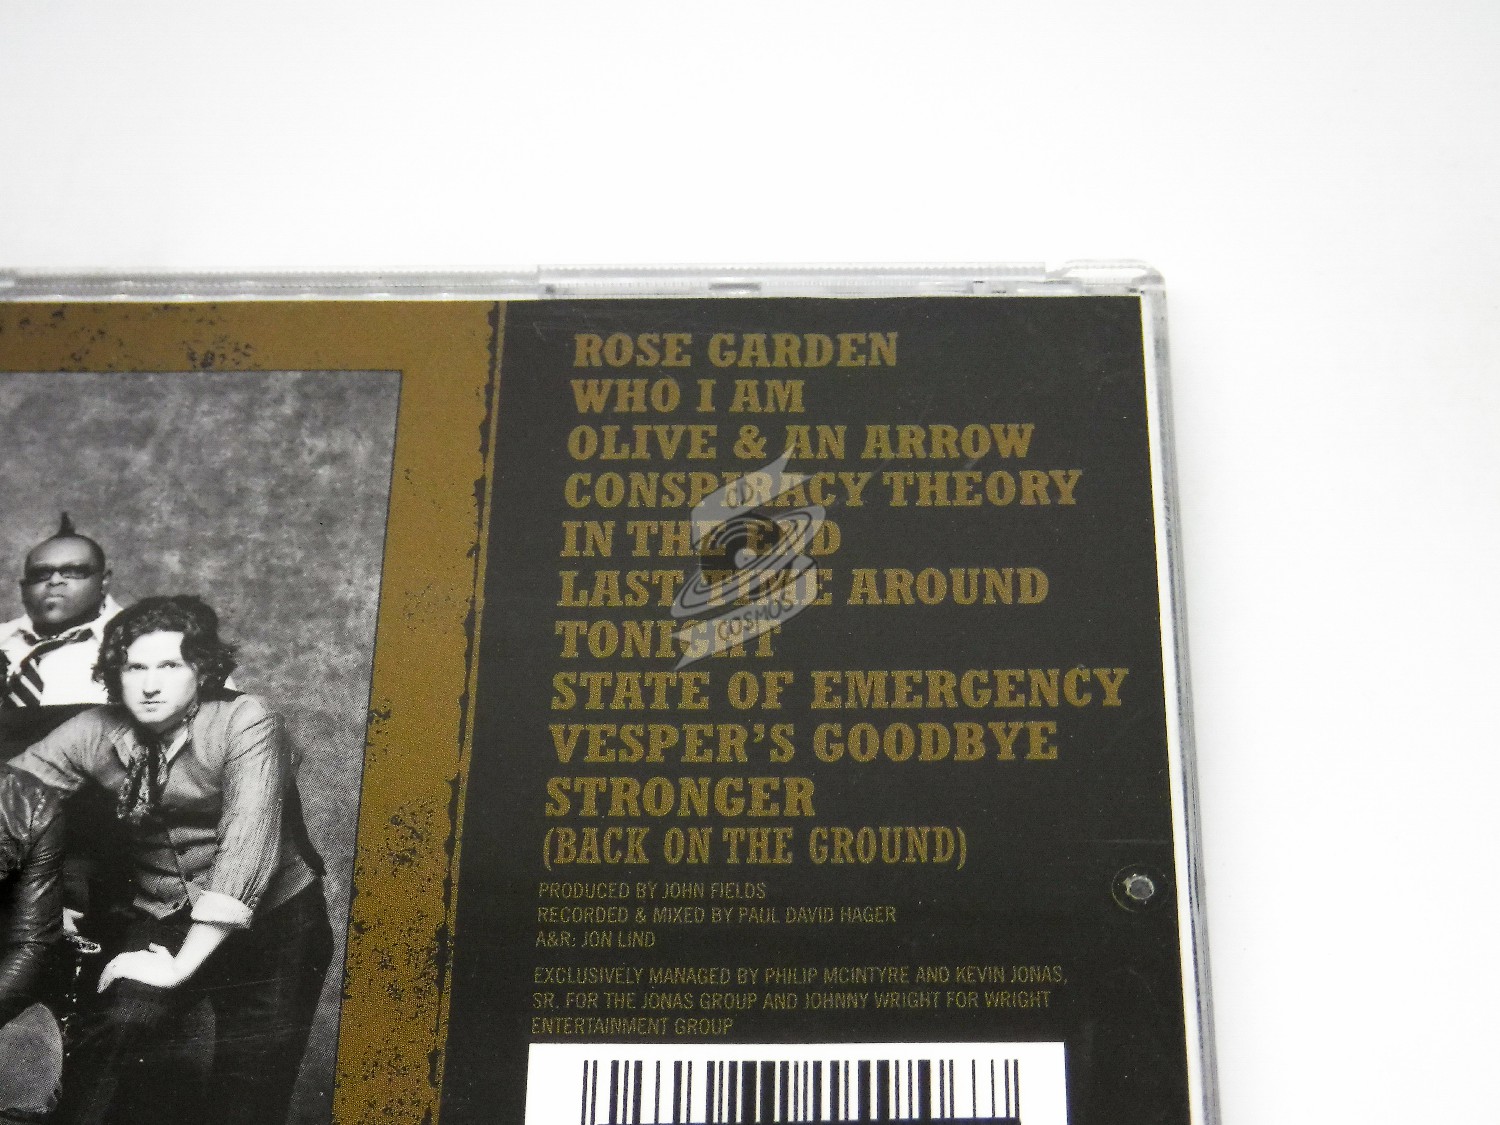 ROSE GARDEN
WHO I AM
OLIVE & AN ARROW
CONSPIRACY THEORY
IN THE END
LAST TIME AROUND
TONIGHT
STATE OF EMERGENCY
VESPER'S GOODBYE
STRONGER
(BACK ON THE GROUND)
PRODUCED BY JOHN FIELDS
RECORDED & MIXED BY PAUL DAVID HAGER
A&R: JON LIND
EXCLUSIVELY MANAGED BY PHILIP MCINTYRE AND KEVIN JONAS,
SR. FOR THE JONAS GROUP AND JOHNNY WRIGHT FOR WRIGHT
ENTERTAINMENT GROUP
CD
COSMOS